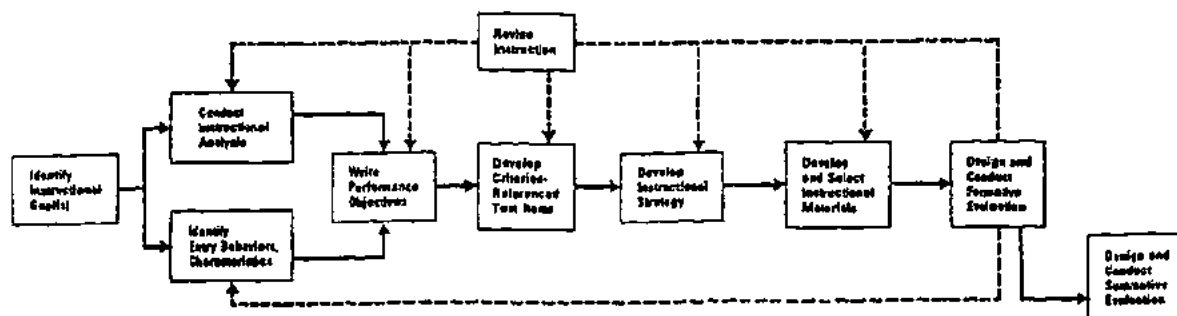 Revise
Instruction
Conduct
Instructional
Analysis
Identify
Instructional
Goal(s)
Write
Performance
Objectives
Develop
Criterion-
Referenced
Test Items
Develop
Instructional
Strategy
Develop
and Select
Instructional
Materials
Design and
Conduct
Formative
Evaluation
Identify
Entry Behaviors,
Characteristics
Design and
Conduct
Summative
Evaluation